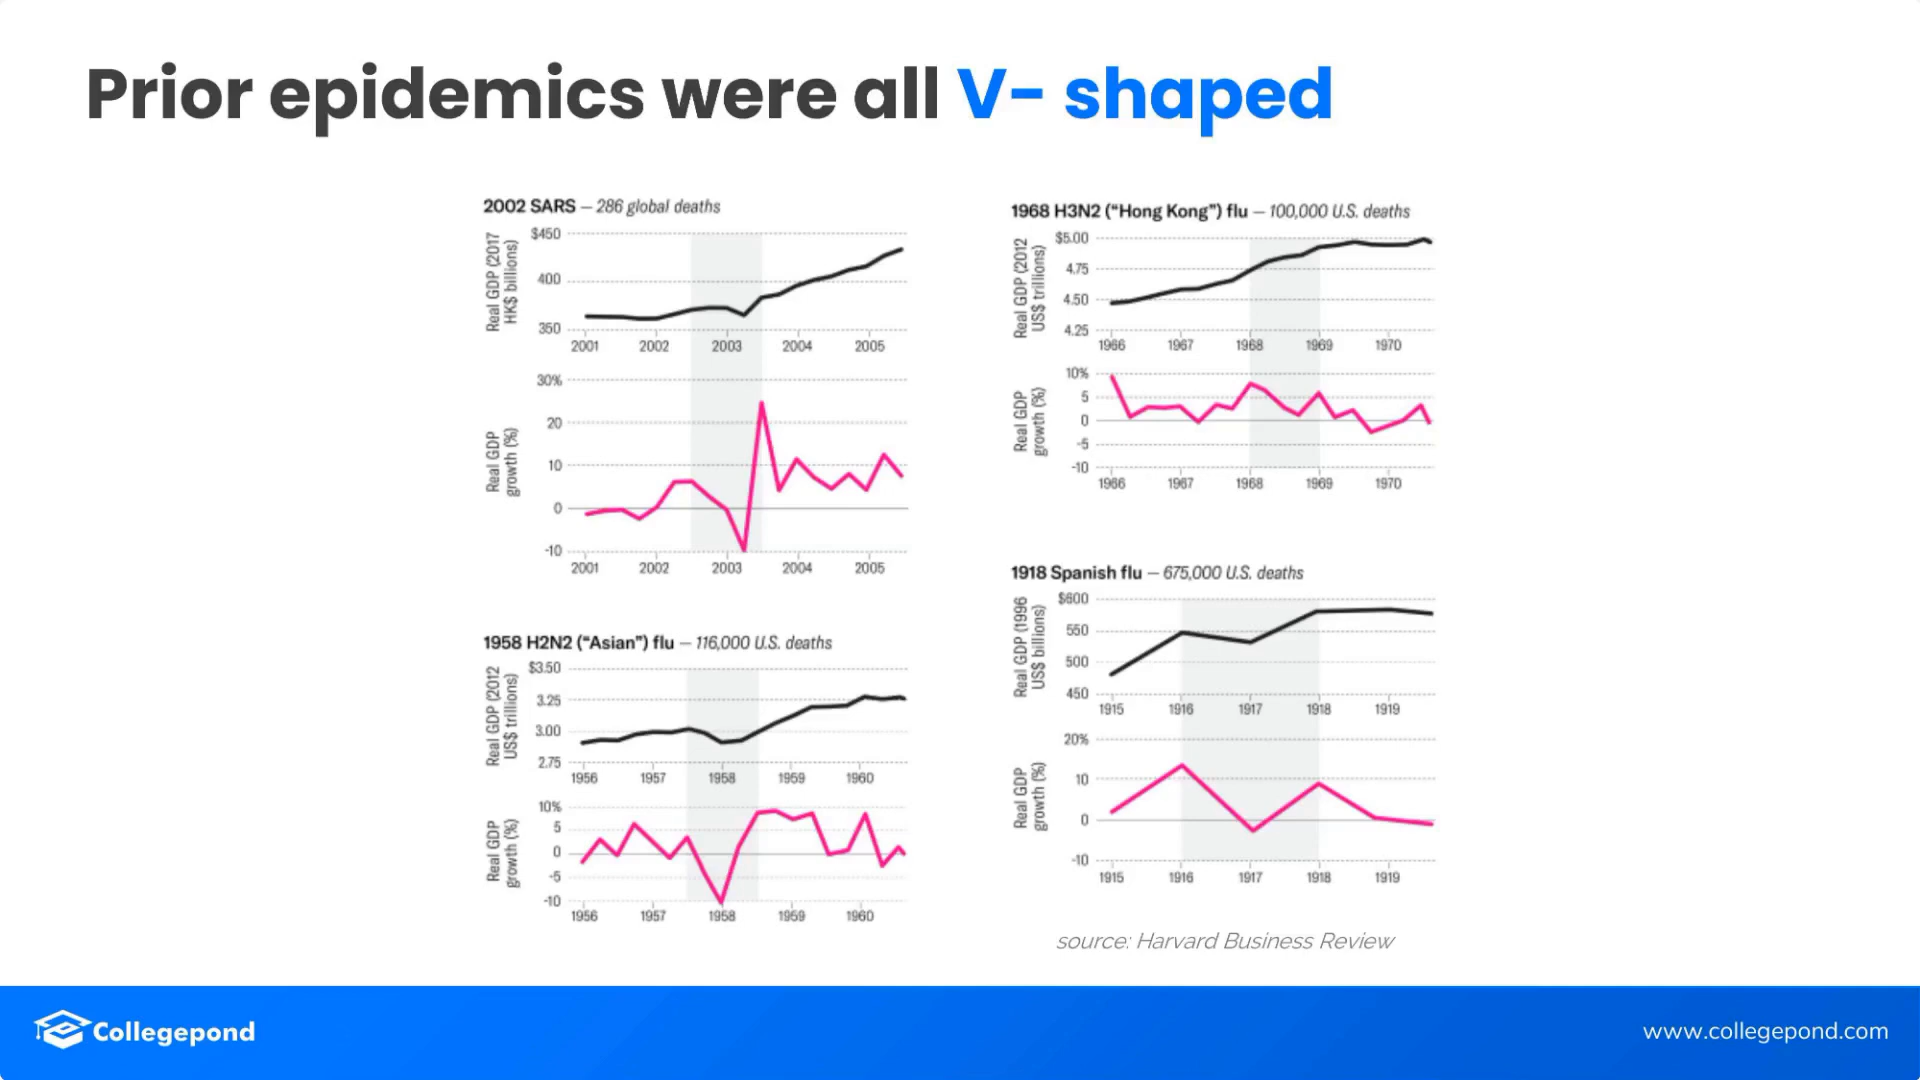 Prior epidemics were all V- shaped
2002 SARS – 286 global deaths
Real GDP (2017
HK$ billions)
$450
400
350
2001 2002 2003 2004 2005
Real GDP
growth (%)
30%
20
10
0
-10
2001 2002 2003 2004 2005
1958 H2N2 (“Asian”) flu – 116,000 U.S. deaths
Real GDP (2012
US$ trillions)
$3.50
3.25
3.00
2.75
1956 1957 1958 1959 1960
Real GDP
growth (%)
10%
5
0
-5
-10
1956 1957 1958 1959 1960
1968 H3N2 (“Hong Kong”) flu – 100,000 U.S. deaths
Real GDP (2012
US$ trillions)
$5.00
4.75
4.50
4.25
1966 1967 1968 1969 1970
Real GDP
growth (%)
10%
5
0
-5
-10
1966 1967 1968 1969 1970
1918 Spanish flu – 675,000 U.S. deaths
Real GDP (1996
US$ billions)
$600
550
500
450
1915 1916 1917 1918 1919
Real GDP
growth (%)
20%
10
0
-10
1915 1916 1917 1918 1919
source: Harvard Business Review
Collegepond
www.collegepond.com